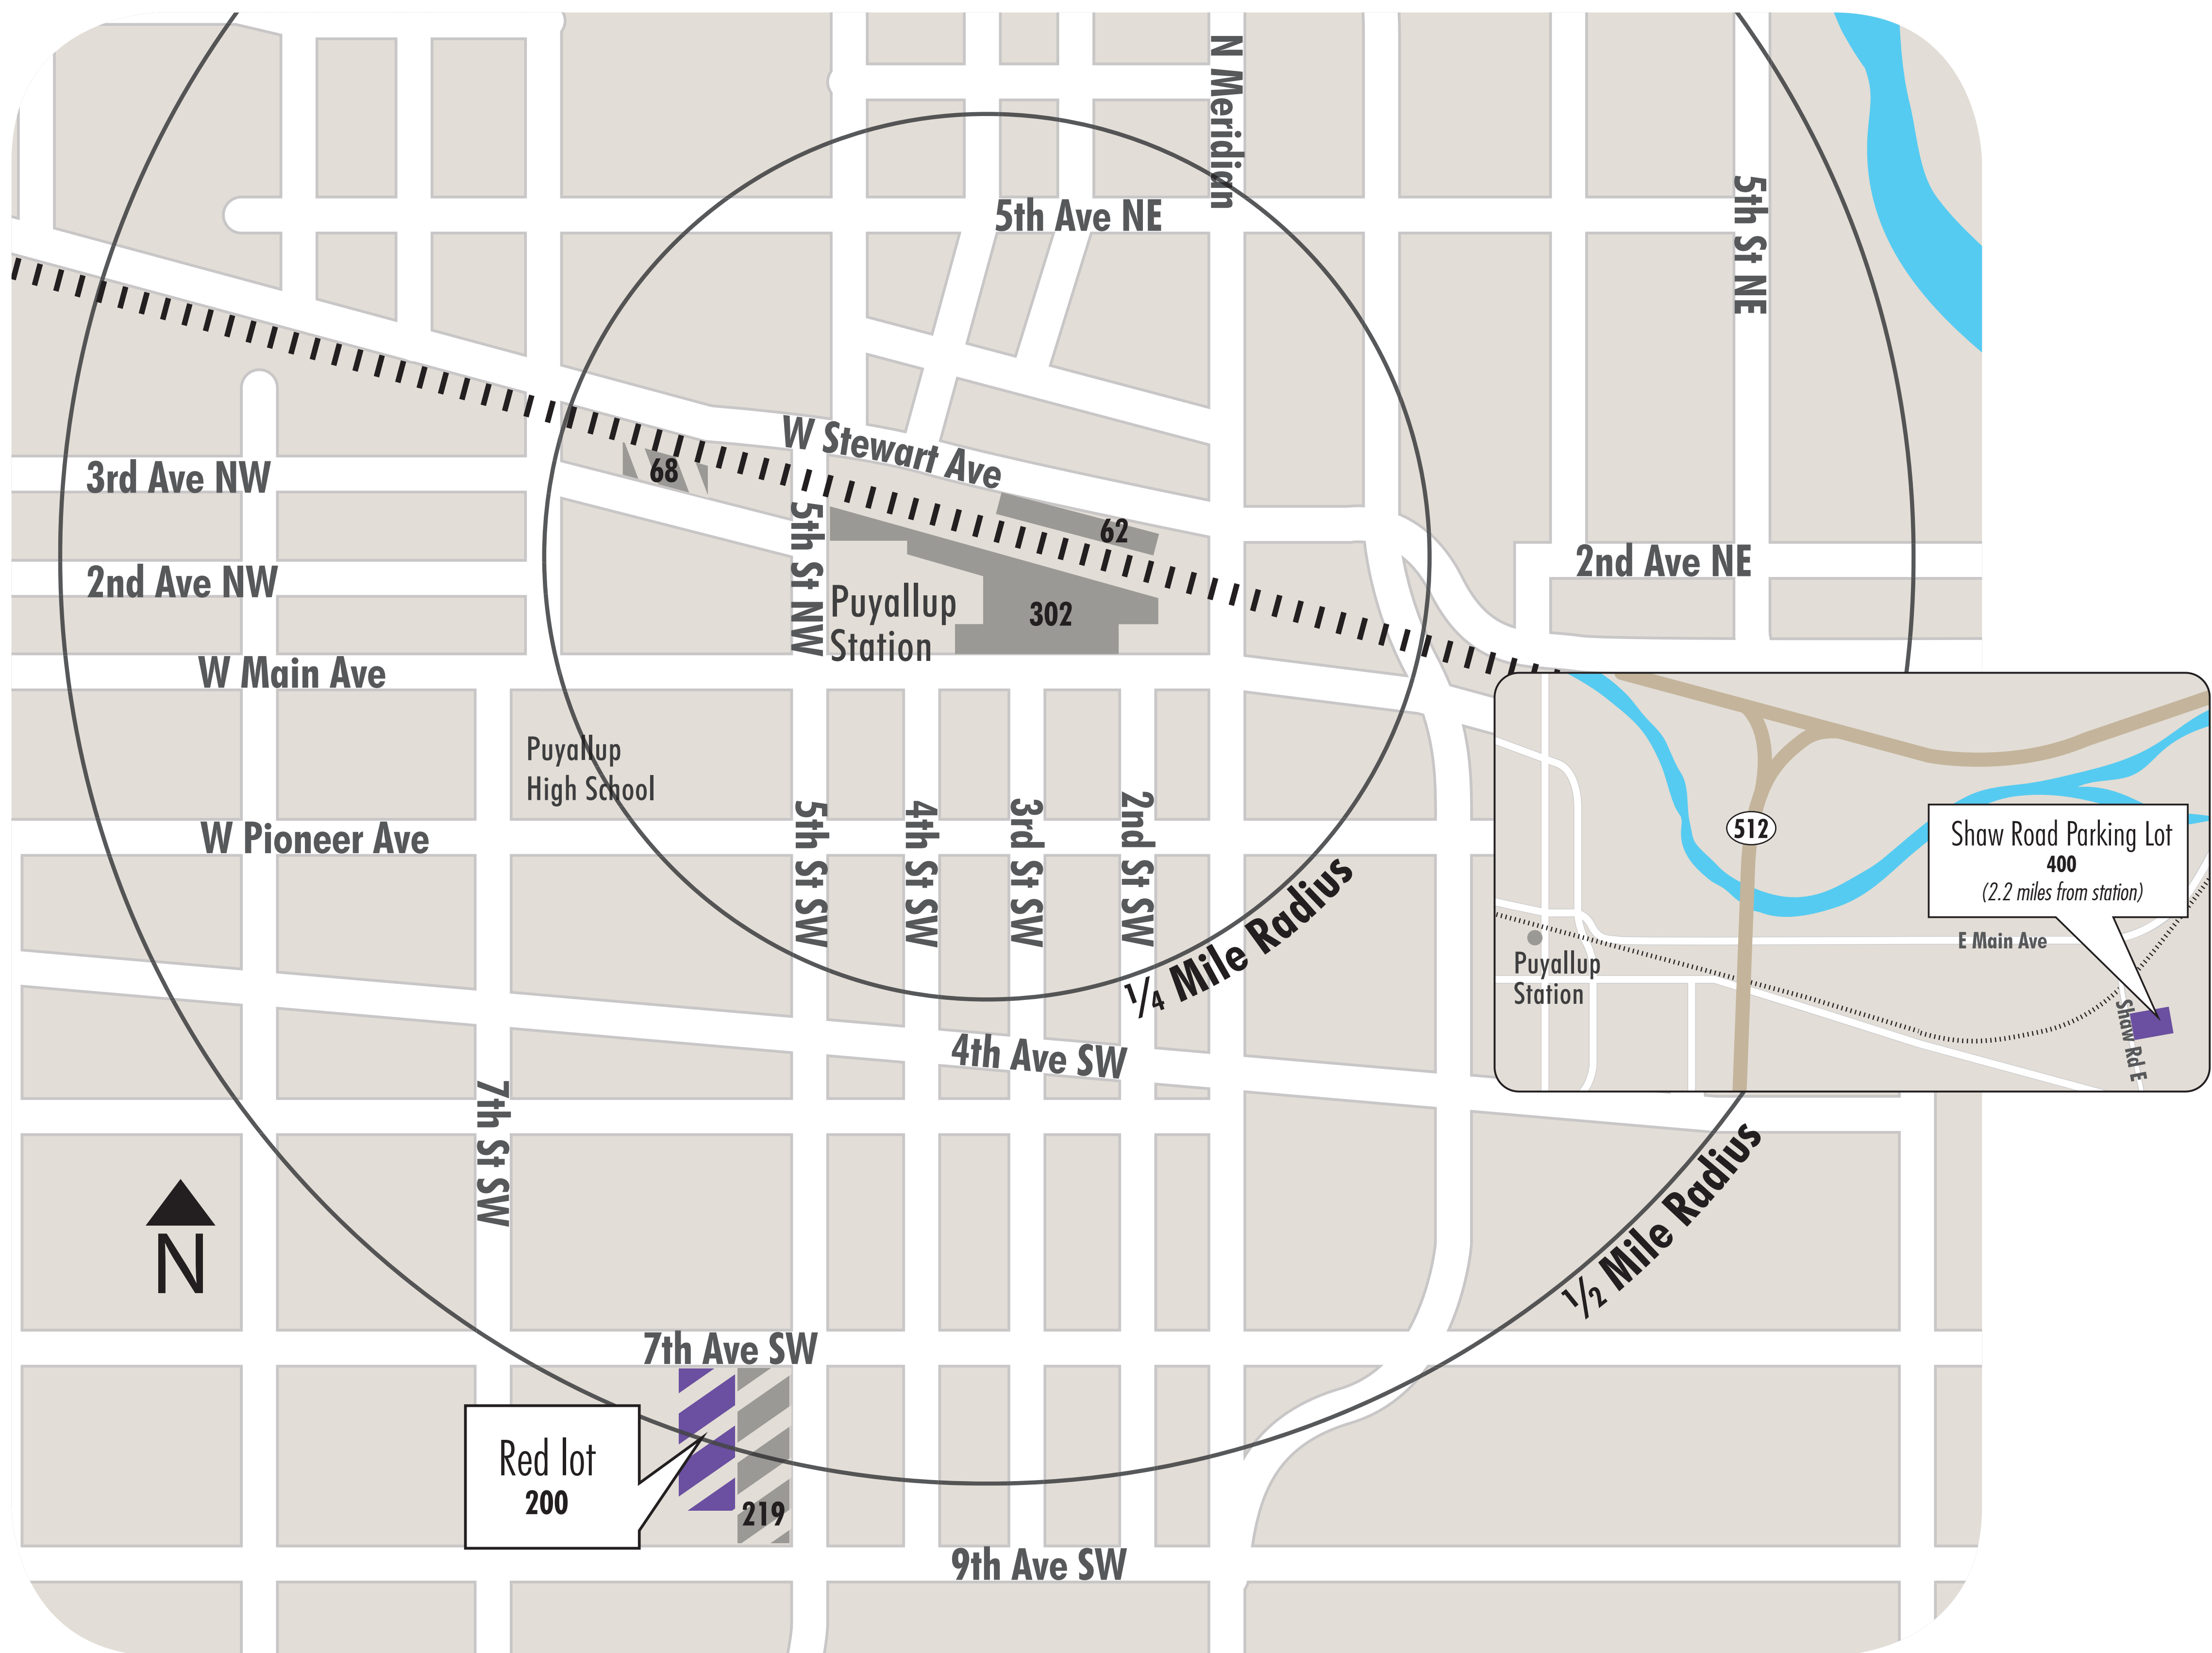 N Meridian
5th Ave NE
5th St NE
W Stewart Ave
68
62
3rd Ave NW
5th St NW
2nd Ave NE
2nd Ave NW
Puyallup
Station
302
W Main Ave
Puyallup
High School
W Pioneer Ave
5th St SW
4th St SW
3rd St SW
2nd St SW
1/4 Mile Radius
512
Shaw Road Parking Lot
400
(2.2 miles from station)
E Main Ave
Puyallup
Station
Shaw Rd E
4th Ave SW
7th St SW
1/2 Mile Radius
N
7th Ave SW
Red lot
200
219
9th Ave SW